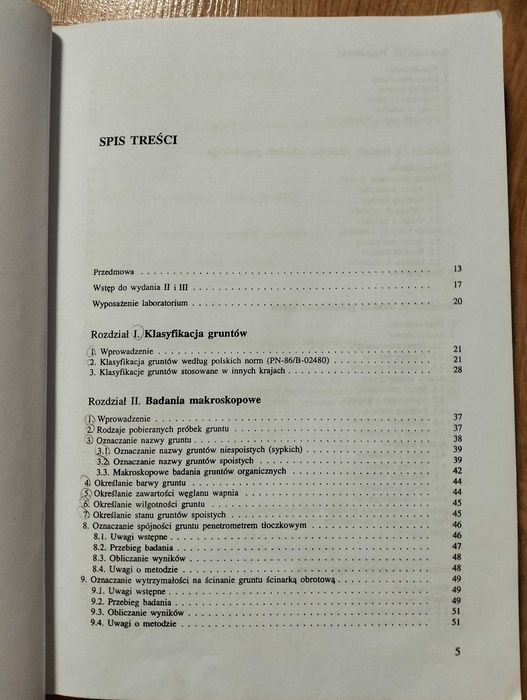 SPIS TREŚCI
Przedmowa . . . . . . . . . . . . . . . . . . . . 13
Wstęp do wydania II i III . . . . . . . . . . . . . . . . . . . . 17
Wyposażenie laboratorium . . . . . . . . . . . . . . . . . . . . 20
Rozdział I. Klasyfikacja gruntów
1. Wprowadzenie . . . . . . . . . . . . . . . . . . . . 21
2. Klasyfikacja gruntów według polskich norm (PN-86/B-02480) . . . . . . . . . . 21
3. Klasyfikacje gruntów stosowane w innych krajach . . . . . . . . . . 28
Rozdział II. Badania makroskopowe
1. Wprowadzenie . . . . . . . . . . . . . . . . . . . . 37
2. Rodzaje pobieranych próbek gruntu . . . . . . . . . . . . . . . 37
3. Oznaczanie nazwy gruntu . . . . . . . . . . . . . . . . . . . . 38
3.1. Oznaczanie nazwy gruntów niespoistych (sypkich) . . . . . . . . . . 39
3.2. Oznaczanie nazwy gruntów spoistych . . . . . . . . . . . . . . . 39
3.3. Makroskopowe badania gruntów organicznych . . . . . . . . . . 42
4. Określanie barwy gruntu . . . . . . . . . . . . . . . . . . . . 44
5. Określanie zawartości węglanu wapnia . . . . . . . . . . . . . . . 44
6. Określanie wilgotności gruntu . . . . . . . . . . . . . . . . . . . . 45
7. Określanie stanu gruntów spoistych . . . . . . . . . . . . . . . 45
8. Oznaczanie spójności gruntu penetrometrem tłoczkowym . . . . . . . . . . 46
8.1. Uwagi wstępne . . . . . . . . . . . . . . . . . . . . 46
8.2. Przebieg badania . . . . . . . . . . . . . . . . . . . . 47
8.3. Obliczanie wyników . . . . . . . . . . . . . . . . . . . . 48
8.4. Uwagi o metodzie . . . . . . . . . . . . . . . . . . . . 48
9. Oznaczanie wytrzymałości na ścinanie gruntu ścinarką obrotową . . . . . . . . . . 49
9.1. Uwagi wstępne . . . . . . . . . . . . . . . . . . . . 49
9.2. Przebieg badania . . . . . . . . . . . . . . . . . . . . 49
9.3. Obliczanie wyników . . . . . . . . . . . . . . . . . . . . 51
9.4. Uwagi o metodzie . . . . . . . . . . . . . . . . . . . . 51
5